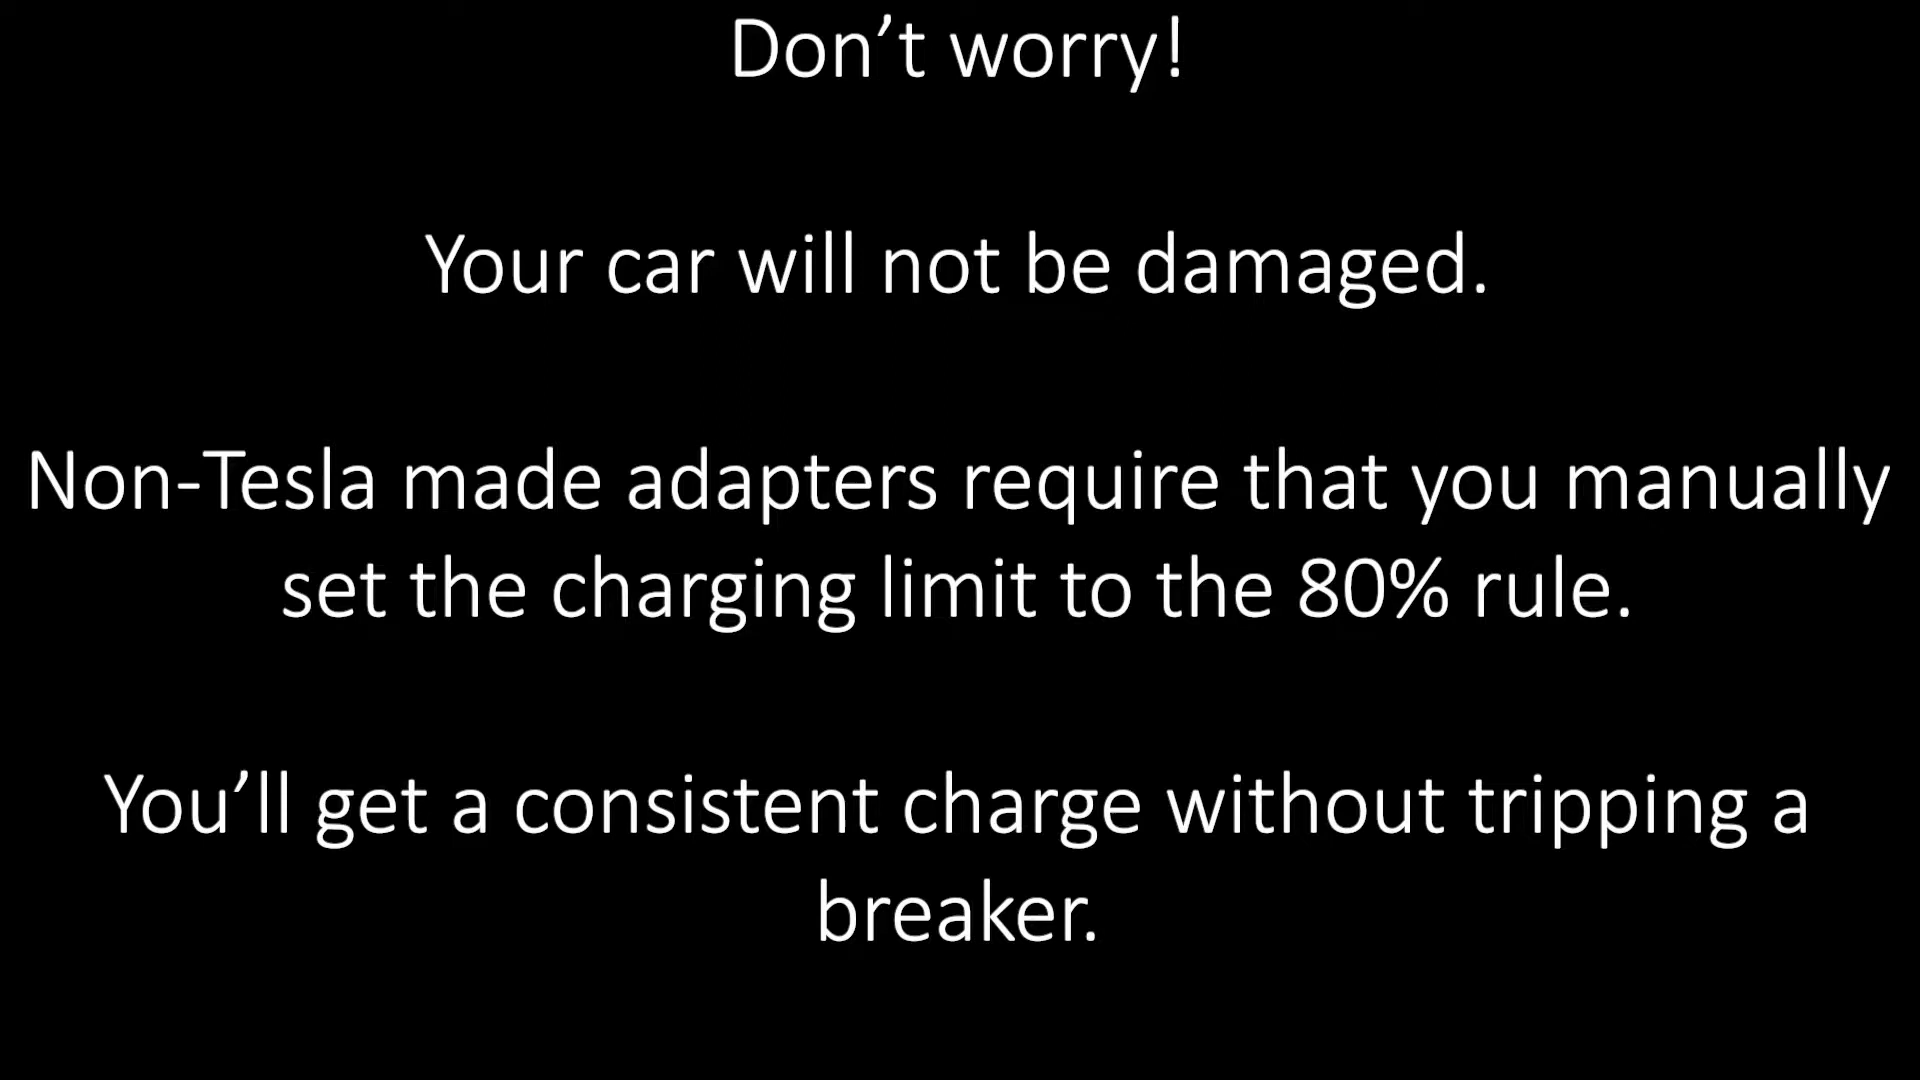 Don’t worry!
Your car will not be damaged.
Non-Tesla made adapters require that you manually
set the charging limit to the 80% rule.
You’ll get a consistent charge without tripping a
breaker.